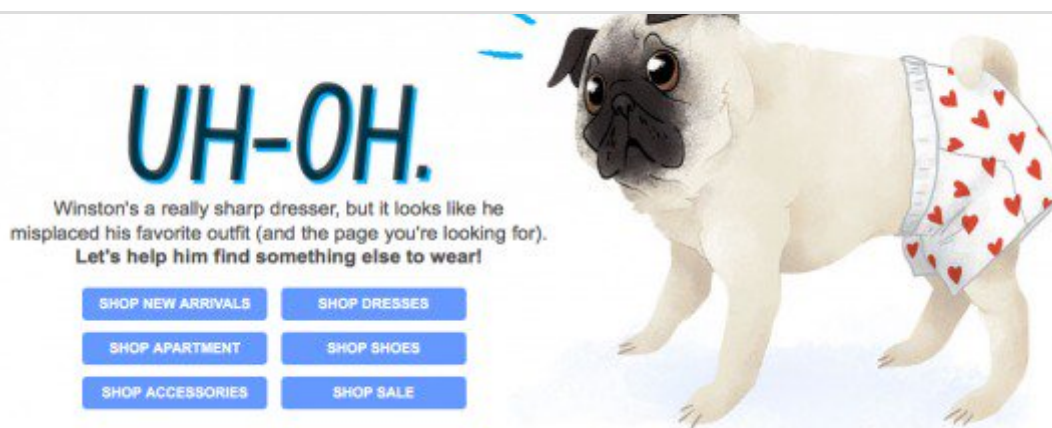 UH-OH.
Winston's a really sharp dresser, but it looks like he
misplaced his favorite outfit (and the page you're looking for).
Let's help him find something else to wear!
SHOP NEW ARRIVALS
SHOP DRESSES
SHOP APARTMENT
SHOP SHOES
SHOP ACCESSORIES
SHOP SALE